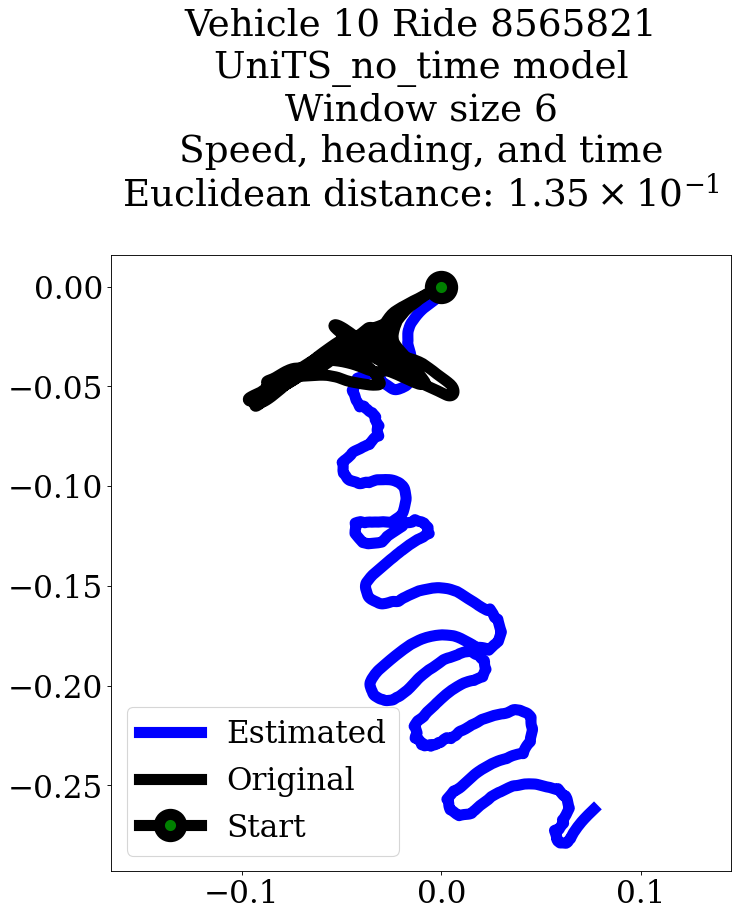 Vehicle 10 Ride 8565821
UniTS_no_time model
Window size 6
Speed, heading, and time
Euclidean distance: 1.35 × 10⁻¹
0.00
−0.05
−0.10
−0.15
−0.20
−0.25
Estimated
Original
Start
−0.1 0.0 0.1